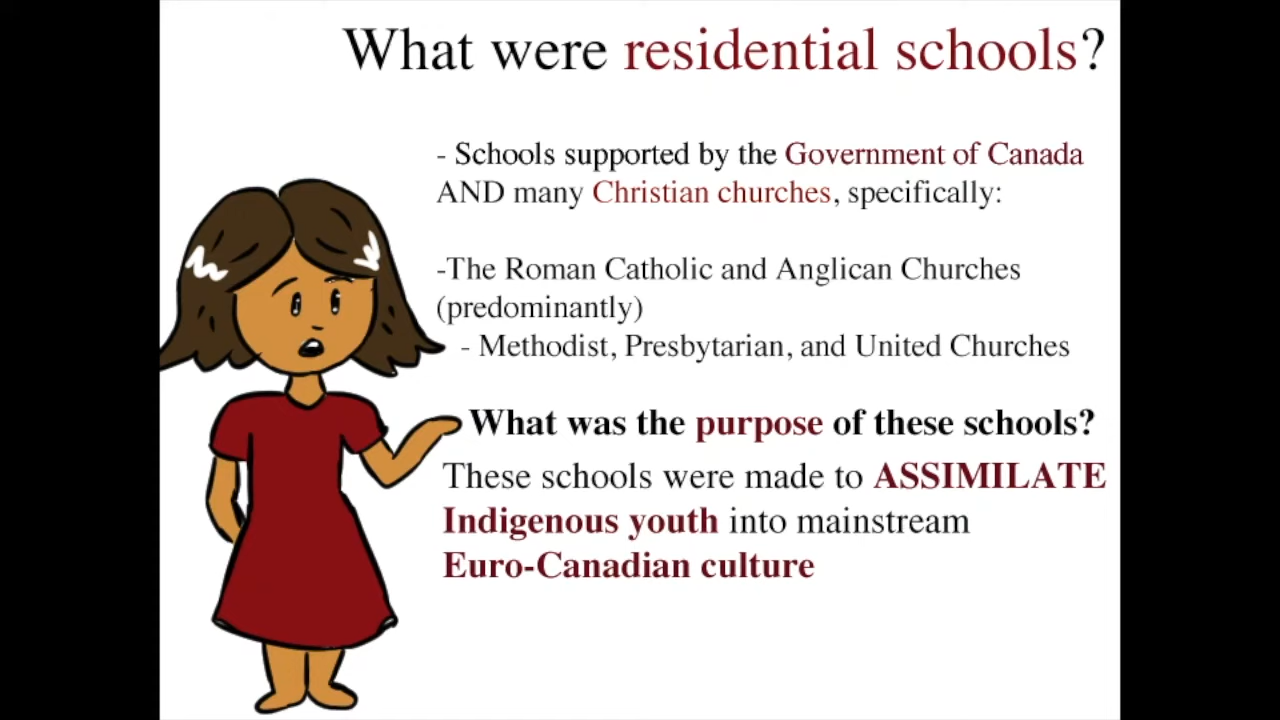 What were residential schools?
- Schools supported by the Government of Canada
AND many Christian churches, specifically:
-The Roman Catholic and Anglican Churches
(predominantly)
- Methodist, Presbytarian, and United Churches
What was the purpose of these schools?
These schools were made to ASSIMILATE
Indigenous youth into mainstream
Euro-Canadian culture